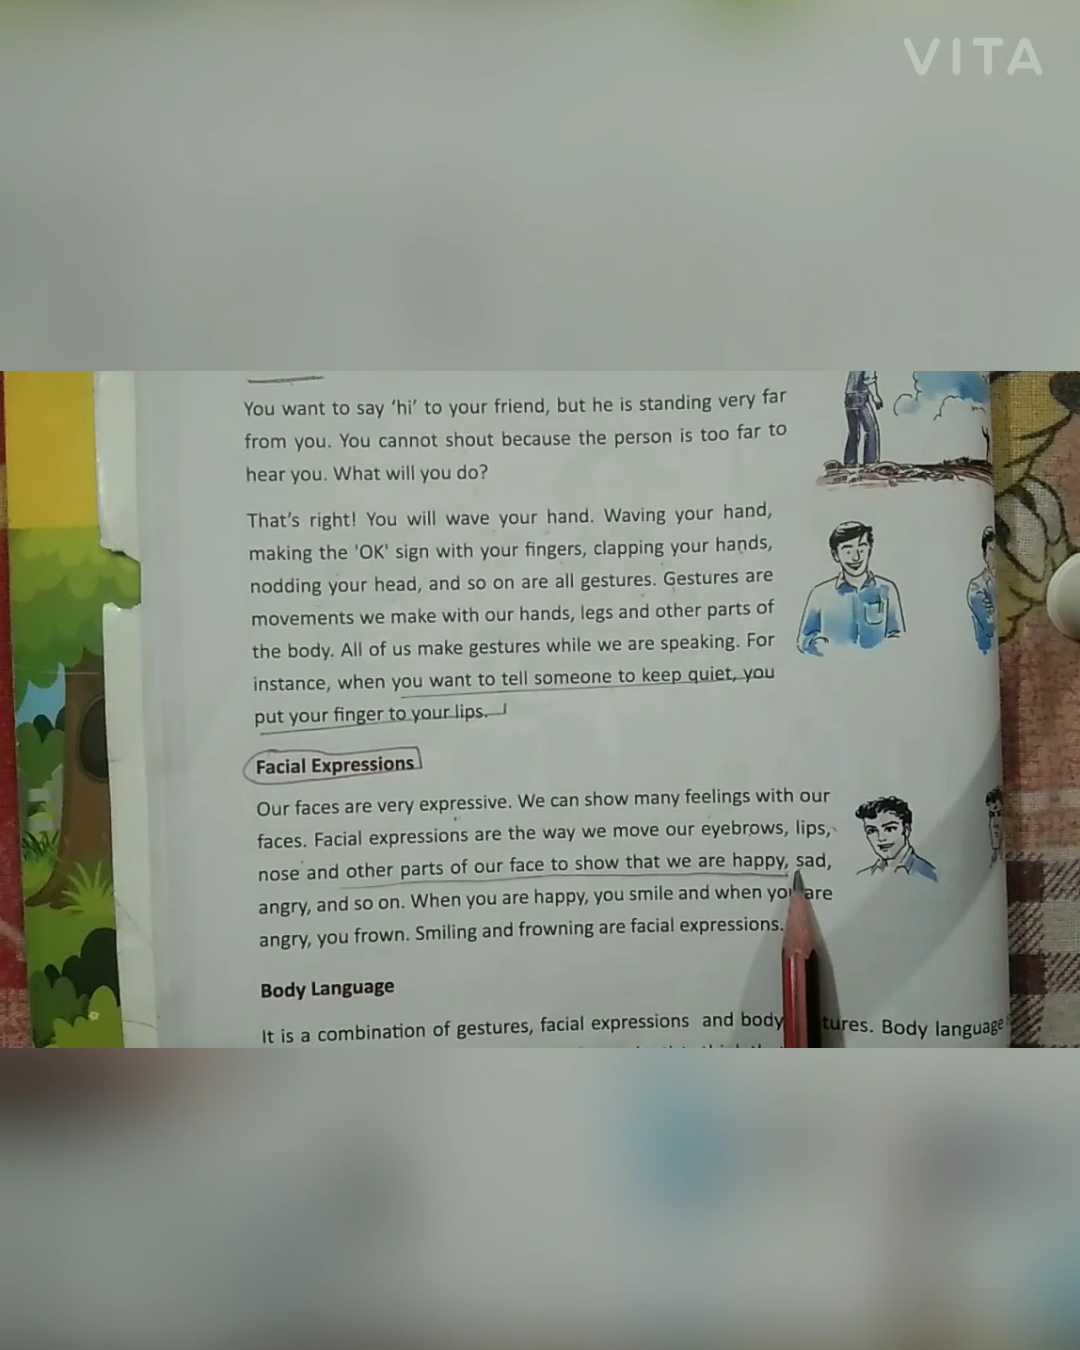 VITA
You want to say ‘hi’ to your friend, but he is standing very far
from you. You cannot shout because the person is too far to
hear you. What will you do?
That’s right! You will wave your hand. Waving your hand,
making the 'OK' sign with your fingers, clapping your hands,
nodding your head, and so on are all gestures. Gestures are
movements we make with our hands, legs and other parts of
the body. All of us make gestures while we are speaking. For
instance, when you want to tell someone to keep quiet, you
put your finger to your lips.
Facial Expressions
Our faces are very expressive. We can show many feelings with our
faces. Facial expressions are the way we move our eyebrows, lips,
nose and other parts of our face to show that we are happy, sad,
angry, and so on. When you are happy, you smile and when you are
angry, you frown. Smiling and frowning are facial expressions.
Body Language
It is a combination of gestures, facial expressions and body tures. Body language